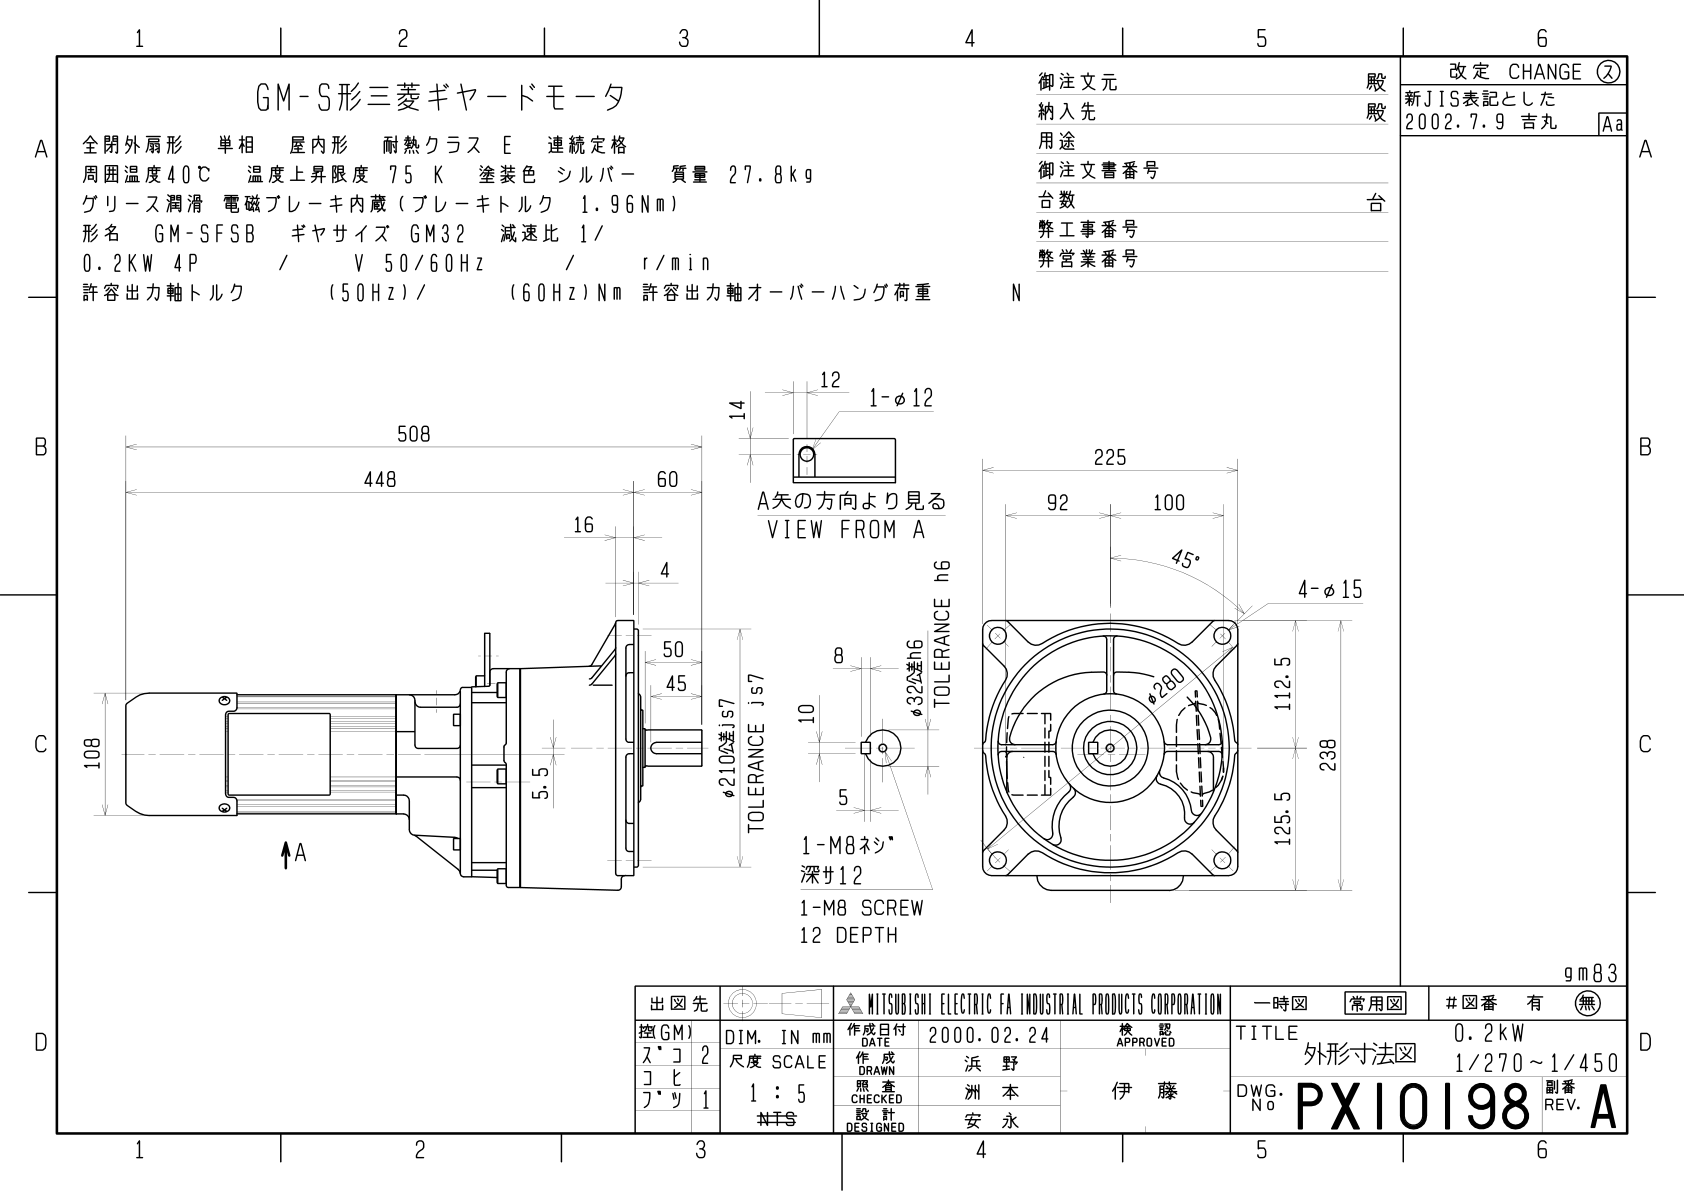 1 2 3 4 5 6
改定 CHANGE ス
新JIS表記とした
2002.7.9 吉丸 Aa
GM-S形三菱ギヤードモータ
全閉外扇形 単相 屋内形 耐熱クラス E 連続定格
周囲温度40℃ 温度上昇限度 75 K 塗装色 シルバー 質量 27.8kg
グリース潤滑 電磁ブレーキ内蔵(ブレーキトルク 1.96Nm)
形名 GM-SFSB ギヤサイズ GM32 減速比 1/
0.2KW 4P / V 50/60Hz / r/min
許容出力軸トルク (50Hz)/ (60Hz)Nm 許容出力軸オーバーハング荷重 N
御注文元 殿
納入先 殿
用途
御注文書番号
台数 台
弊工事番号
弊営業番号
A A
B B
C C
D D
12
14
1-φ12
A矢の方向より見る
VIEW FROM A
508
448 60
16
4
50
45
108
5.5
φ210公差js7
TOLERANCE js7
A
8
10
5
φ32公差h6
TOLERANCE h6
1-M8ネジ
深サ12
1-M8 SCREW
12 DEPTH
225
92 100
45°
4-φ15
φ280
112.5
238
125.5
gm83
出図先
控(GM)
ズコ 2
コヒ
ブツ 1
DIM. IN mm
尺度 SCALE
1 : 5
NTS
MITSUBISHI ELECTRIC FA INDUSTRIAL PRODUCTS CORPORATION
作成日付 DATE 2000.02.24
作成 DRAWN 浜野
照査 CHECKED 洲本
設計 DESIGNED 安永
検認 APPROVED
伊藤
一時図 常用図 #図番 有 無
TITLE 0.2kW
外形寸法図 1/270~1/450
DWG. No PX10198 副番 REV. A
1 2 3 4 5 6